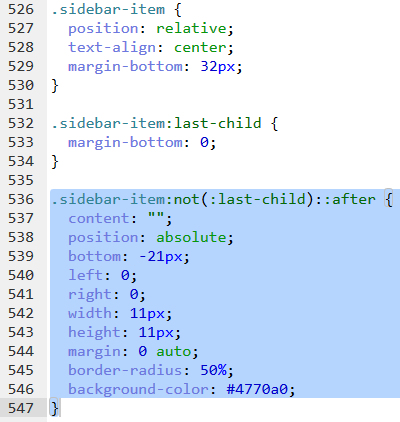 526 .sidebar-item {
527   position: relative;
528   text-align: center;
529   margin-bottom: 32px;
530 }
531
532 .sidebar-item:last-child {
533   margin-bottom: 0;
534 }
535
536 .sidebar-item:not(:last-child)::after {
537   content: "";
538   position: absolute;
539   bottom: -21px;
540   left: 0;
541   right: 0;
542   width: 11px;
543   height: 11px;
544   margin: 0 auto;
545   border-radius: 50%;
546   background-color: #4770a0;
547 }